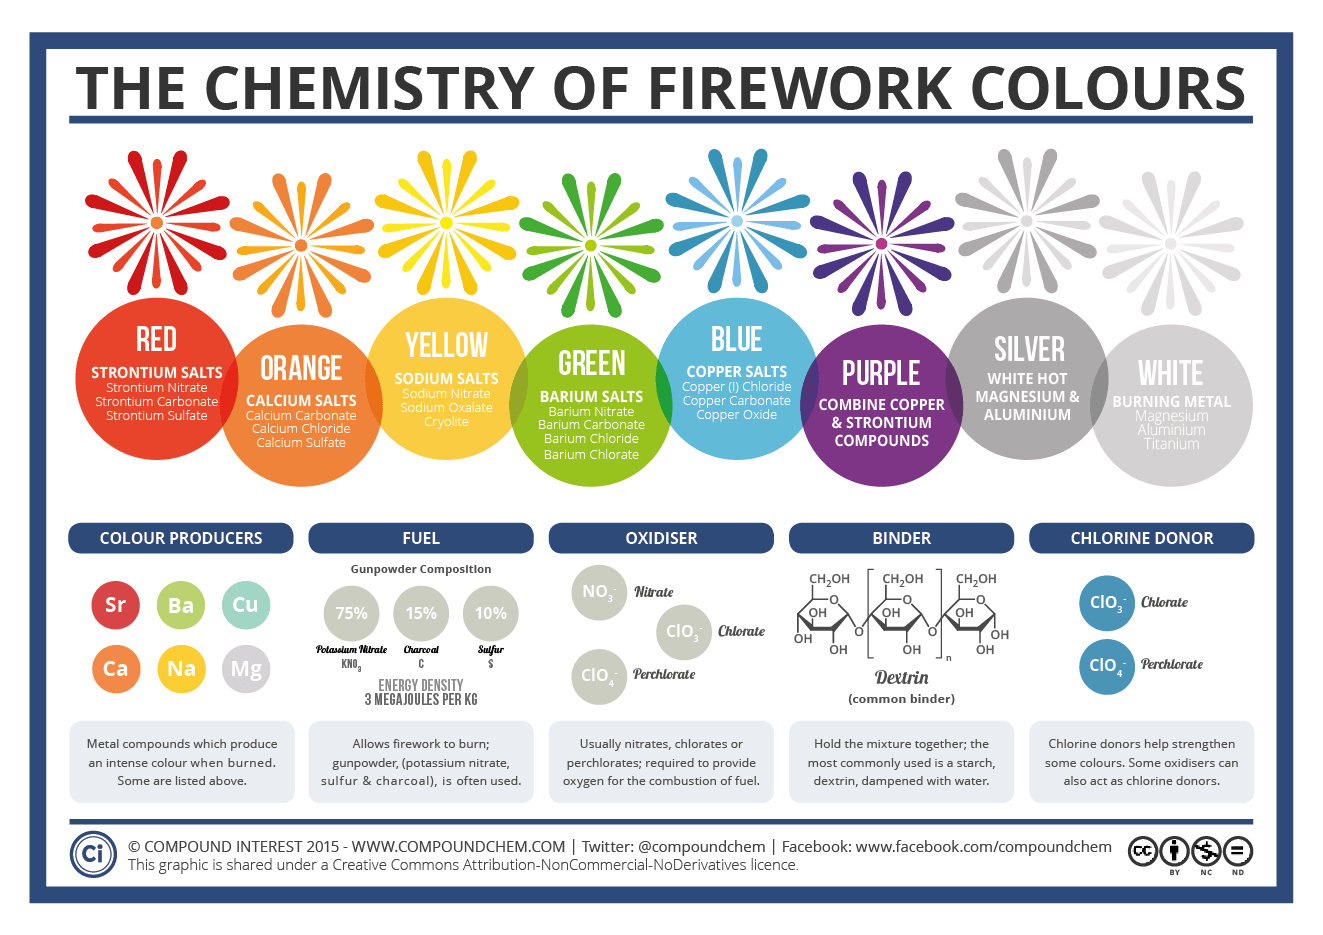 THE CHEMISTRY OF FIREWORK COLOURS
RED
STRONTIUM SALTS
Strontium Nitrate
Strontium Carbonate
Strontium Sulfate
ORANGE
CALCIUM SALTS
Calcium Carbonate
Calcium Chloride
Calcium Sulfate
YELLOW
SODIUM SALTS
Sodium Nitrate
Sodium Oxalate
Cryolite
GREEN
BARIUM SALTS
Barium Nitrate
Barium Carbonate
Barium Chloride
Barium Chlorate
BLUE
COPPER SALTS
Copper (I) Chloride
Copper Carbonate
Copper Oxide
PURPLE
COMBINE COPPER
& STRONTIUM
COMPOUNDS
SILVER
WHITE HOT
MAGNESIUM &
ALUMINIUM
WHITE
BURNING METAL
Magnesium
Aluminium
Titanium
COLOUR PRODUCERS
Sr Ba Cu
Ca Na Mg
Metal compounds which produce
an intense colour when burned.
Some are listed above.
FUEL
Gunpowder Composition
75% 15% 10%
Potassium Nitrate Charcoal Sulfur
KNO3 C S
ENERGY DENSITY
3 MEGAJOULES PER KG
Allows firework to burn;
gunpowder, (potassium nitrate,
sulfur & charcoal), is often used.
OXIDISER
NO3- Nitrate
ClO3- Chlorate
ClO4- Perchlorate
Usually nitrates, chlorates or
perchlorates; required to provide
oxygen for the combustion of fuel.
BINDER
CH2OH CH2OH CH2OH
O O O
OH OH OH
OH O O OH
OH OH OH
n
Dextrin
(common binder)
Hold the mixture together; the
most commonly used is a starch,
dextrin, dampened with water.
CHLORINE DONOR
ClO3- Chlorate
ClO4- Perchlorate
Chlorine donors help strengthen
some colours. Some oxidisers can
also act as chlorine donors.
Ci
© COMPOUND INTEREST 2015 - WWW.COMPOUNDCHEM.COM | Twitter: @compoundchem | Facebook: www.facebook.com/compoundchem
This graphic is shared under a Creative Commons Attribution-NonCommercial-NoDerivatives licence.
cc $ =
BY NC ND